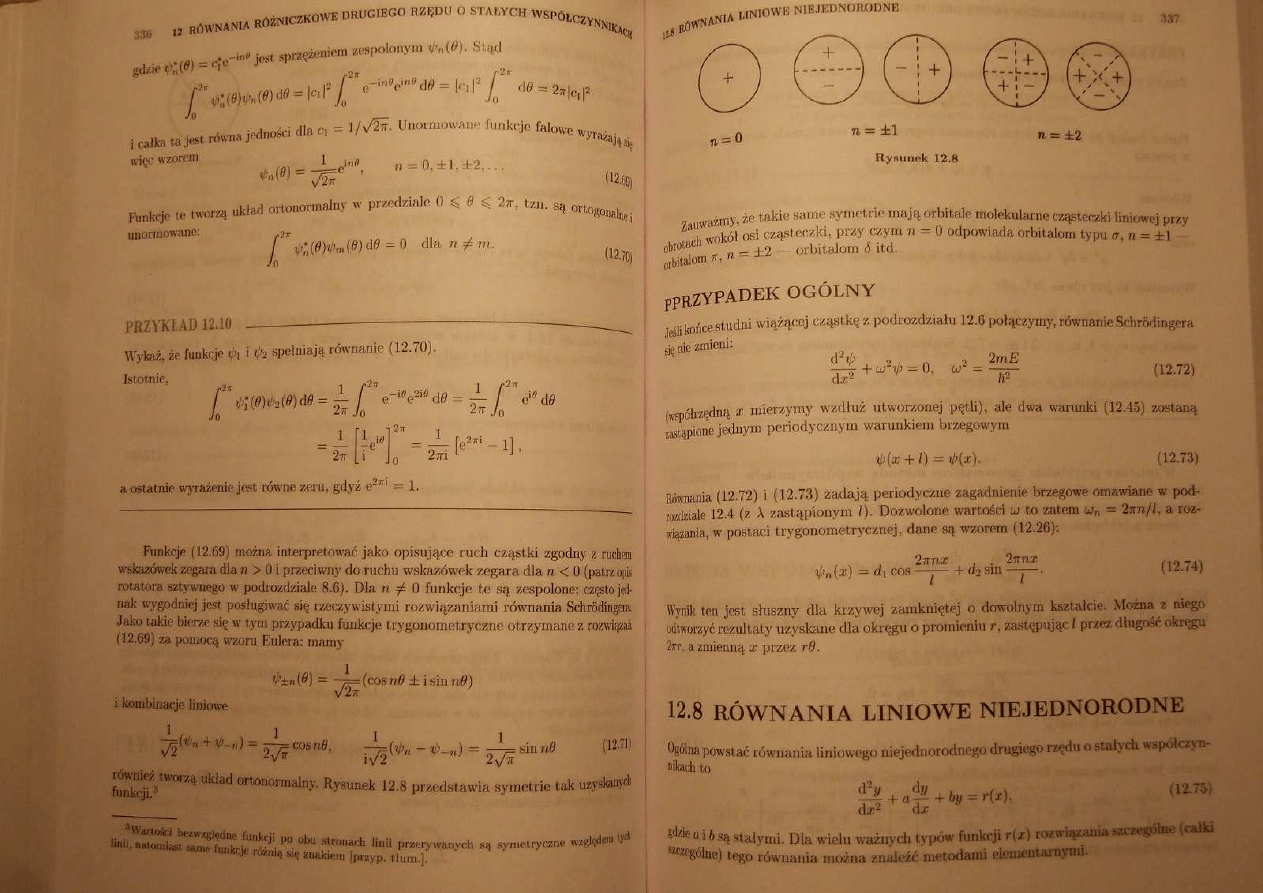 336 12 RÓWNANIA RÓŻNICZKOWE DRUGIEGO RZĘDU O STAŁYCH WSPÓŁCZYNNIKACH
gdzie ψ*ₙ(θ) = c*₁e⁻ⁱⁿᶿ jest sprzężeniem zespolonym ψₙ(θ). Stąd
∫₀^{2π} ψ*ₙ(θ)ψₙ(θ) dθ = |c₁|² ∫₀^{2π} e^{−inθ}e^{inθ} dθ = |c₁|² ∫₀^{2π} dθ = 2π|c₁|²
i całka ta jest równa jedności dla c₁ = 1/√2π. Unormowane funkcje falowe wyrażają się
więc wzorem
ψₙ(θ) = 1/√2π e^{inθ}, n = 0, ±1, ±2, ... (12.69)
Funkcje te tworzą układ ortonormalny w przedziale 0 ⩽ θ ⩽ 2π, tzn. są ortogonalne i
unormowane:
∫₀^{2π} ψ*ₙ(θ)ψₘ(θ) dθ = 0 dla n ≠ m. (12.70)
PRZYKŁAD 12.10
Wykaż, że funkcje ψ₁ i ψ₂ spełniają równanie (12.70).
Istotnie,
∫₀^{2π} ψ*₁(θ)ψ₂(θ) dθ = 1/2π ∫₀^{2π} e^{−iθ}e^{2iθ} dθ = 1/2π ∫₀^{2π} e^{iθ} dθ
= 1/2π [1/i e^{iθ}]₀^{2π} = 1/2πi [e^{2πi} − 1],
a ostatnie wyrażenie jest równe zeru, gdyż e^{2πi} = 1.
Funkcje (12.69) można interpretować jako opisujące ruch cząstki zgodny z ruchem
wskazówek zegara dla n > 0 i przeciwny do ruchu wskazówek zegara dla n < 0 (patrz opis
rotatora sztywnego w podrozdziale 8.6). Dla n ≠ 0 funkcje te są zespolone; często jed-
nak wygodniej jest posługiwać się rzeczywistymi rozwiązaniami równania Schrödingera.
Jako takie bierze się w tym przypadku funkcje trygonometryczne otrzymane z rozwiązań
(12.69) za pomocą wzoru Eulera: mamy
ψ±ₙ(θ) = 1/√2π (cos nθ ± i sin nθ)
i kombinacje liniowe
1/√2 (ψₙ + ψ₋ₙ) = 1/2√π cos nθ, 1/i√2 (ψₙ − ψ₋ₙ) = 1/2√π sin nθ (12.71)
również tworzą układ ortonormalny. Rysunek 12.8 przedstawia symetrie tak uzyskanych
funkcji.³
³Wartości bezwzględne funkcji po obu stronach linii przerywanych są symetryczne względem tych
linii, natomiast same funkcje różnią się znakiem [przyp. tłum.].
12.8 RÓWNANIA LINIOWE NIEJEDNORODNE 337
+ + − − + − + + − + × + − −
n = 0 n = ±1 n = ±2
Rysunek 12.8
Zauważmy, że takie same symetrie mają orbitale molekularne cząsteczki liniowej przy
obrotach wokół osi cząsteczki, przy czym n = 0 odpowiada orbitalom typu σ, n = ±1 —
orbitalom π, n = ±2 orbitalom δ itd.
PPRZYPADEK OGÓLNY
Jeśli końce studni wiążącej cząstkę z podrozdziału 12.6 połączymy, równanie Schrödingera
się nie zmieni:
d²ψ/dx² + ω²ψ = 0, ω² = 2mE/ħ² (12.72)
(współrzędną x mierzymy wzdłuż utworzonej pętli), ale dwa warunki (12.45) zostaną
zastąpione jednym periodycznym warunkiem brzegowym
ψ(x + l) = ψ(x). (12.73)
Równania (12.72) i (12.73) zadają periodyczne zagadnienie brzegowe omawiane w pod-
rozdziale 12.4 (z λ zastąpionym l). Dozwolone wartości ω to zatem ωₙ = 2πn/l, a roz-
wiązania, w postaci trygonometrycznej, dane są wzorem (12.26):
ψₙ(x) = d₁ cos 2πnx/l + d₂ sin 2πnx/l. (12.74)
Wynik ten jest słuszny dla krzywej zamkniętej o dowolnym kształcie. Można z niego
odtworzyć rezultaty uzyskane dla okręgu o promieniu r, zastępując l przez długość okręgu
2πr, a zmienną x przez rθ.
12.8 RÓWNANIA LINIOWE NIEJEDNORODNE
Ogólna powstać równania liniowego niejednorodnego drugiego rzędu o stałych współczyn-
nikach to
d²y/dx² + a dy/dx + by = r(x), (12.75)
gdzie a i b są stałymi. Dla wielu ważnych typów funkcji r(x) rozwiązania szczególne (całki
szczególne) tego równania można znaleźć metodami elementarnymi.